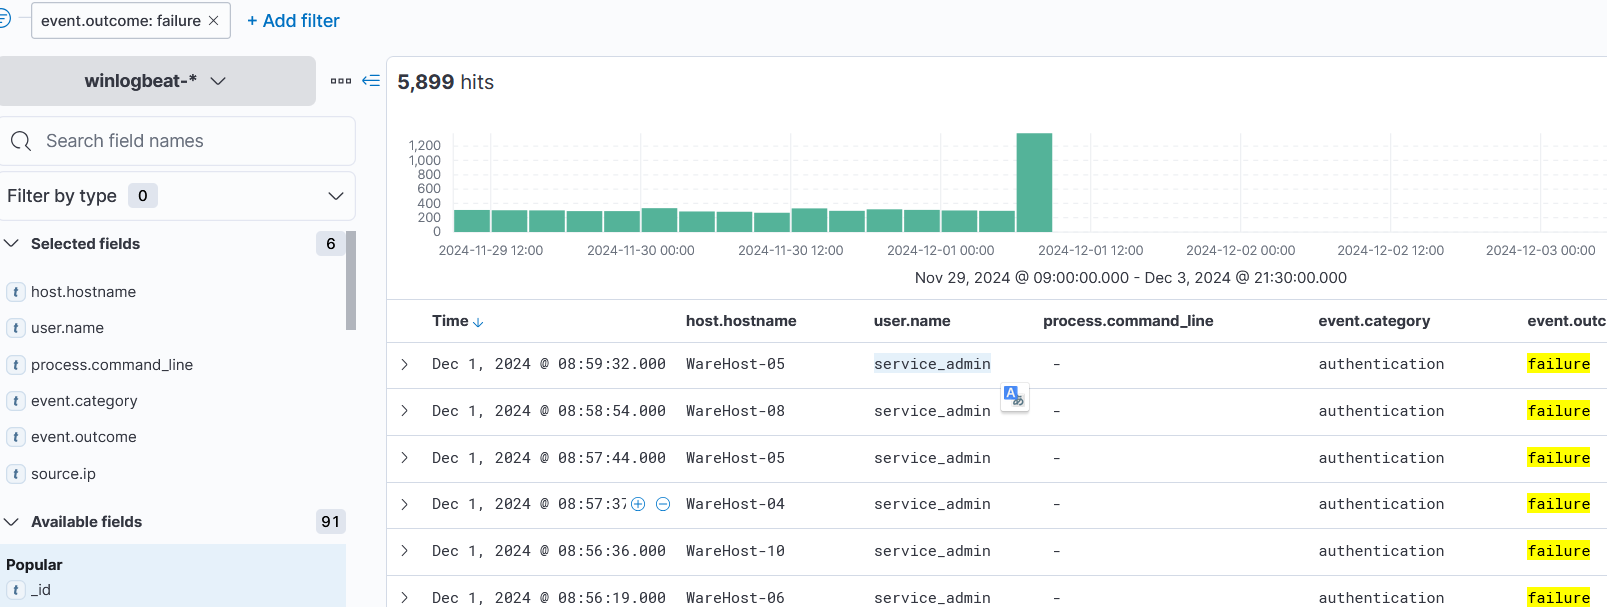 event.outcome: failure ×
+ Add filter
winlogbeat-*
5,899 hits
Search field names
Filter by type 0
Selected fields 6
host.hostname
user.name
process.command_line
event.category
event.outcome
source.ip
Available fields 91
Popular
_id
1,200
1,000
800
600
400
200
0
2024-11-29 12:00 2024-11-30 00:00 2024-11-30 12:00 2024-12-01 00:00 2024-12-01 12:00 2024-12-02 00:00 2024-12-02 12:00 2024-12-03 00:00
Nov 29, 2024 @ 09:00:00.000 - Dec 3, 2024 @ 21:30:00.000
Time host.hostname user.name process.command_line event.category event.outc
Dec 1, 2024 @ 08:59:32.000 WareHost-05 service_admin - authentication failure
Dec 1, 2024 @ 08:58:54.000 WareHost-08 service_admin - authentication failure
Dec 1, 2024 @ 08:57:44.000 WareHost-05 service_admin - authentication failure
Dec 1, 2024 @ 08:57:37 WareHost-04 service_admin - authentication failure
Dec 1, 2024 @ 08:56:36.000 WareHost-10 service_admin - authentication failure
Dec 1, 2024 @ 08:56:19.000 WareHost-06 service_admin - authentication failure